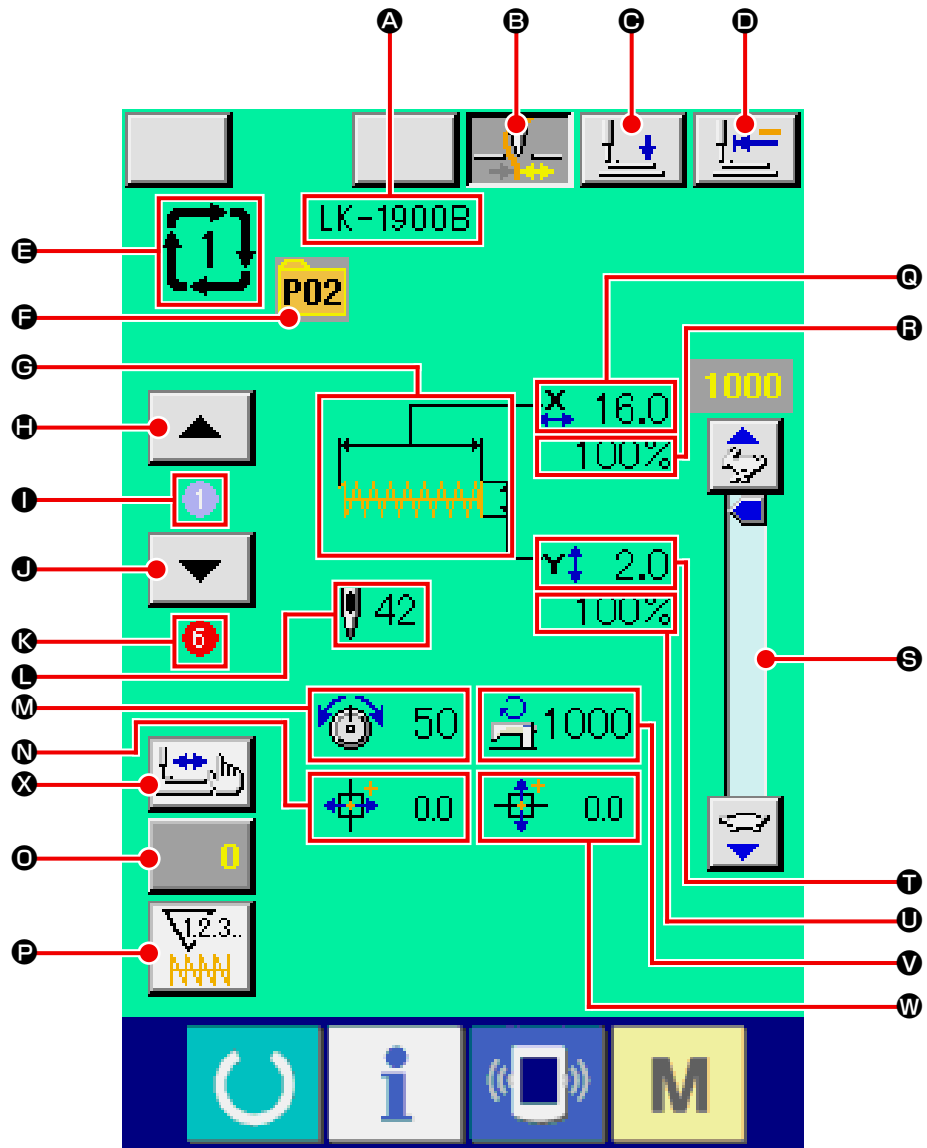 A B C D
LK-1900B
E 1
F P02
Q
R
G X 16.0 1000
H 100%
I 1
J Y 2.0
K 6 100%
L 42
S
M 50 1000
N
X 0.0 0.0
O 0
T
U
P 1.2.3..
V
W
i M